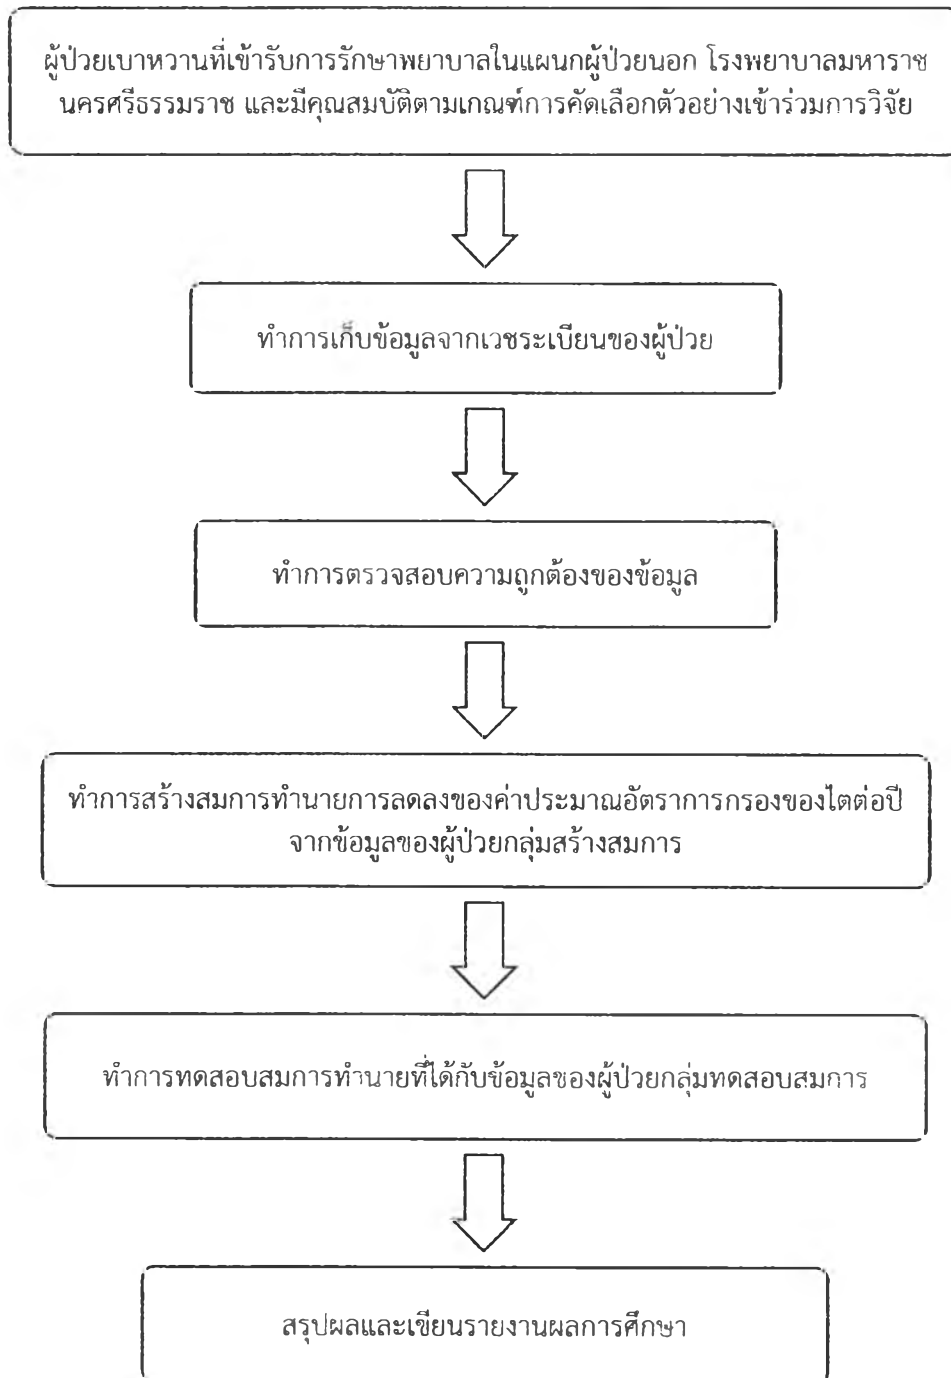 ผู้ป่วยเบาหวานที่เข้ารับการรักษาพยาบาลในแผนกผู้ป่วยนอก โรงพยาบาลมหาราช
นครศรีธรรมราช และมีคุณสมบัติตามเกณฑ์การคัดเลือกตัวอย่างเข้าร่วมการวิจัย
ทำการเก็บข้อมูลจากเวชระเบียนของผู้ป่วย
ทำการตรวจสอบความถูกต้องของข้อมูล
ทำการสร้างสมการทำนายการลดลงของค่าประมาณอัตราการกรองของไตต่อปี
จากข้อมูลของผู้ป่วยกลุ่มสร้างสมการ
ทำการทดสอบสมการทำนายที่ได้กับข้อมูลของผู้ป่วยกลุ่มทดสอบสมการ
สรุปผลและเขียนรายงานผลการศึกษา